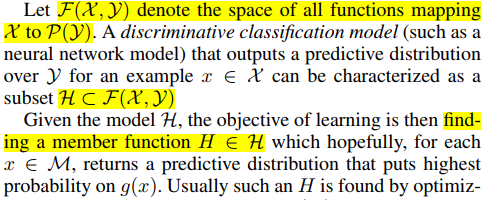 Let F(X, Y) denote the space of all functions mapping
X to P(Y). A discriminative classification model (such as a
neural network model) that outputs a predictive distribution
over Y for an example x ∈ X can be characterized as a
subset H ⊂ F(X, Y)
Given the model H, the objective of learning is then find-
ing a member function H ∈ H which hopefully, for each
x ∈ M, returns a predictive distribution that puts highest
probability on g(x). Usually such an H is found by optimiz-